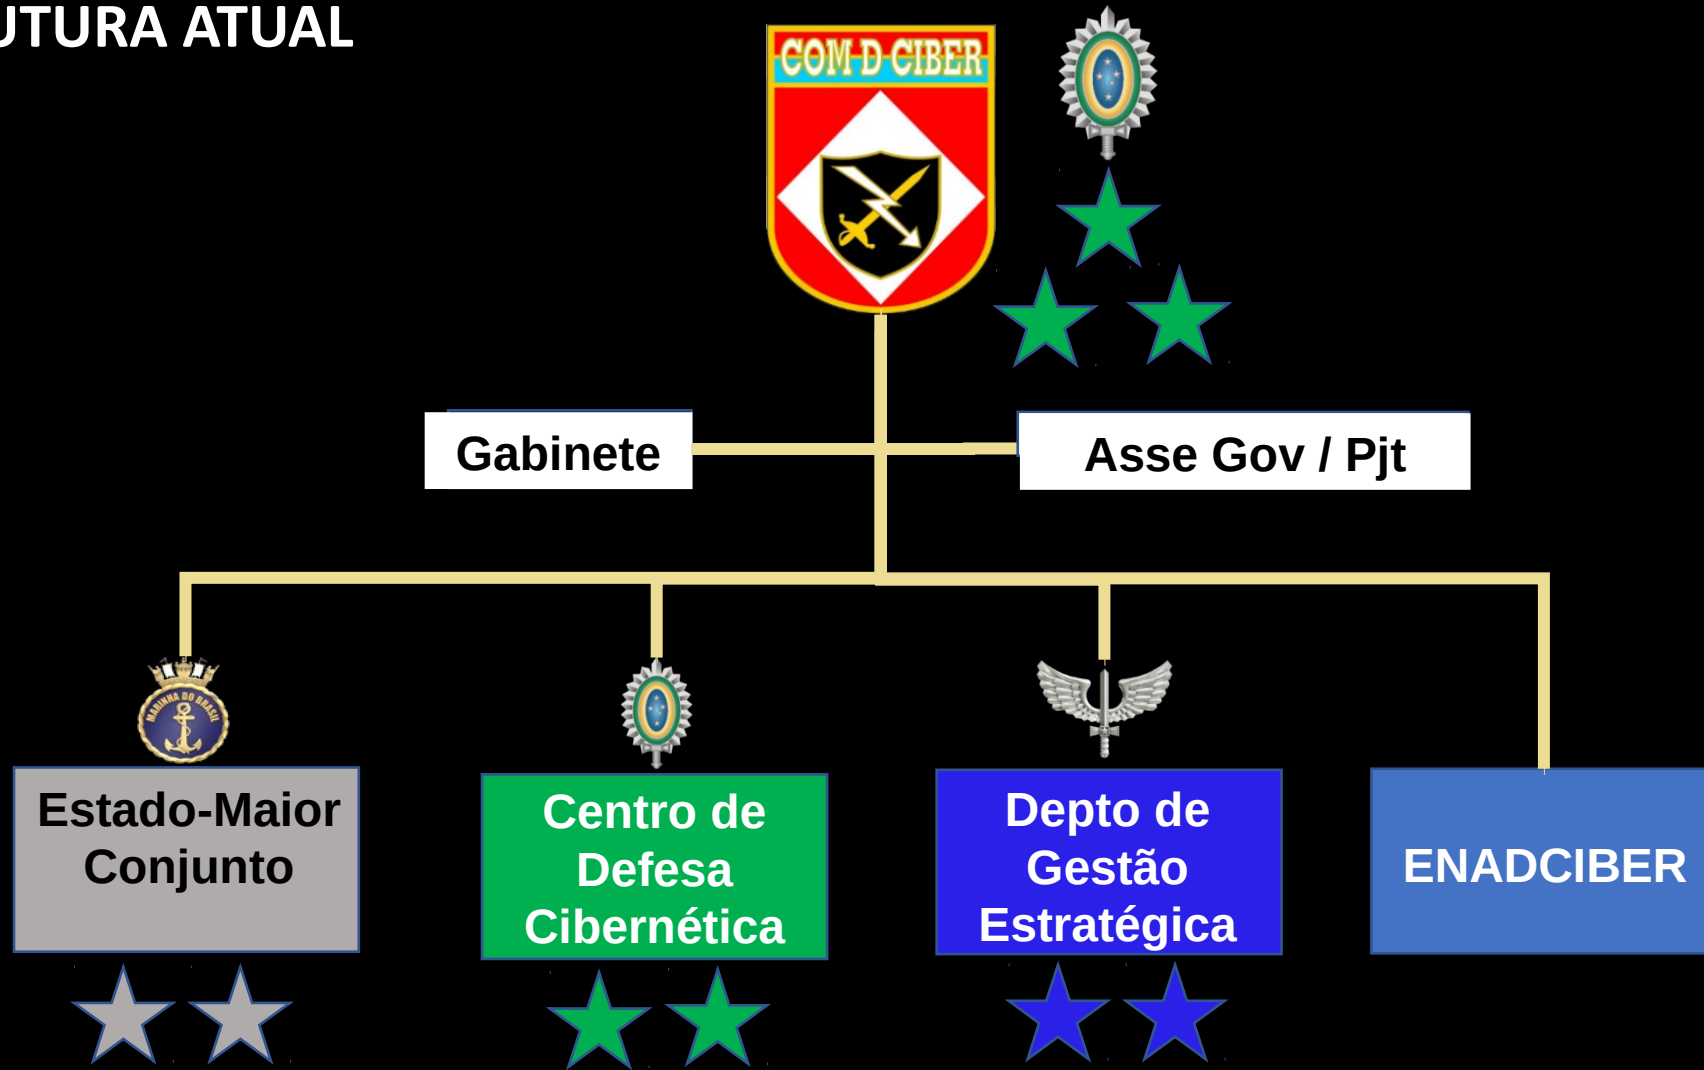 UTURA ATUAL
COM D CIBER
Gabinete
Asse Gov / Pjt
MARINHA DO BRASIL
Estado-Maior
Conjunto
Centro de
Defesa
Cibernética
Depto de
Gestão
Estratégica
ENADCIBER